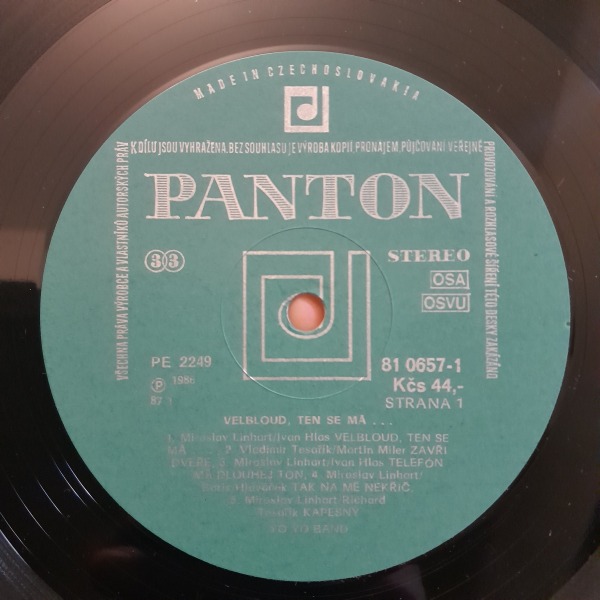 MADE IN CZECHOSLOVAKIA
VŠECHNA PRÁVA VÝROBCE A VLASTNÍKŮ AUTORSKÝCH PRÁV
K DÍLU JSOU VYHRAŽENA. BEZ SOUHLASU JE VÝROBA KOPIÍ PRONÁJEM, PŮJČOVÁNÍ VEŘEJNÉ
PROVOZOVÁNÍ A ROZHLASOVÉ ŠÍŘENÍ TÉTO DESKY ZAKÁZÁNO
PANTON
33
STEREO
OSA
OSVU
PE 2249
81 0657-1
Ⓟ 1986
Kčs 44,-
STRANA 1
VELBLOUD, TEN SE MÁ ...
1. Miroslav Linhart/Ivan Hlas VELBLOUD, TEN SE
MÁ ... 2. Vladimír Tesařík/Martin Miler ZAVŘI
DVEŘE, 3. Miroslav Linhart/Ivan Hlas TELEFÓN
MÁ DLOUHEJ TÓN, 4. Miroslav Linhart/
TAK NA MĚ NEKŘIČ,
5. Miroslav Linhart/Richard
Tesařík KAPESNÝ
YO YO BAND